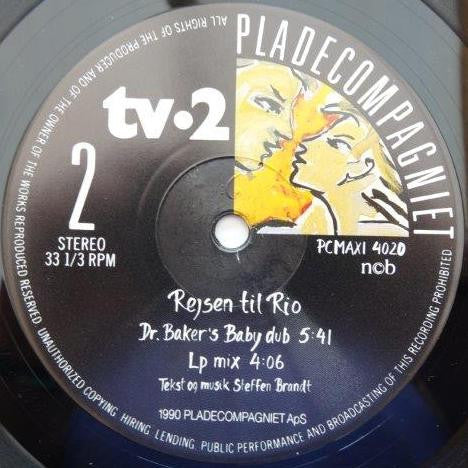 ALL RIGHTS OF THE PRODUCER AND OF THE OWNER OF THE WORKS REPRODUCED RESERVED. UNAUTHORIZED COPYING, HIRING, LENDING, PUBLIC PERFORMANCE AND BROADCASTING OF THIS RECORDING PROHIBITED.
PLADECOMPAGNIET
tv·2
2
STEREO
33 1/3 RPM
PCMAXI 4020
ncb
Rejsen til Rio
Dr. Baker's Baby dub 5:41
Lp mix 4:06
Tekst og musik Steffen Brandt
1990 PLADECOMPAGNIET ApS